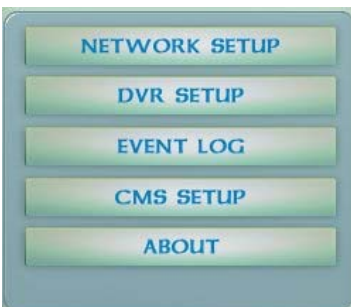 NETWORK SETUP
DVR SETUP
EVENT LOG
CMS SETUP
ABOUT